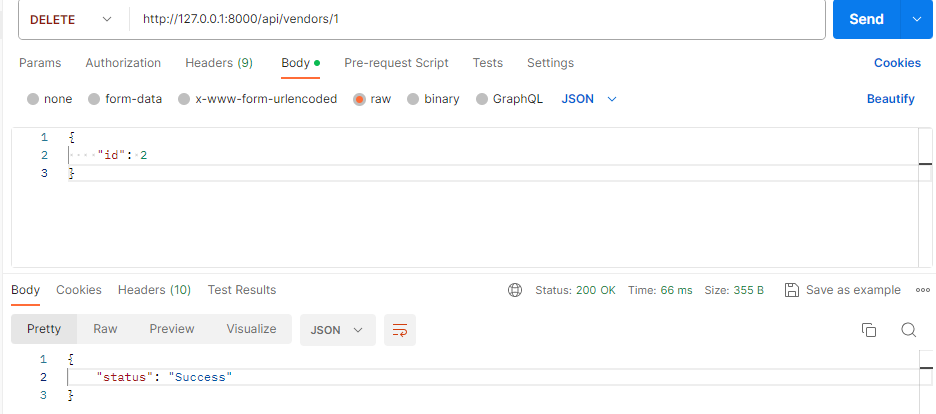 DELETE http://127.0.0.1:8000/api/vendors/1 Send
Params Authorization Headers (9) Body Pre-request Script Tests Settings Cookies
none form-data x-www-form-urlencoded raw binary GraphQL JSON Beautify
1 {
2 "id": 2
3 }
Body Cookies Headers (10) Test Results Status: 200 OK Time: 66 ms Size: 355 B Save as example
Pretty Raw Preview Visualize JSON
1 {
2 "status": "Success"
3 }